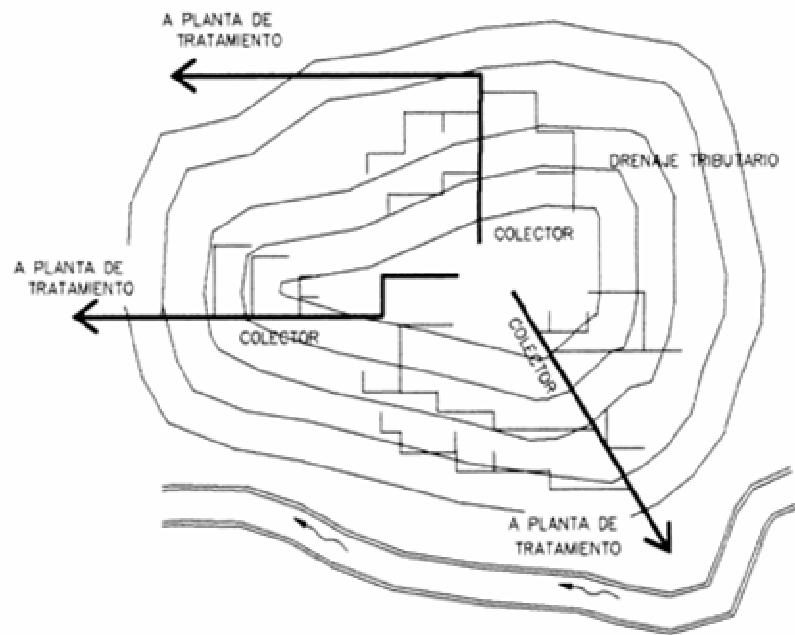 A PLANTA DE
TRATAMIENTO
DRENAJE TRIBUTARIO
COLECTOR
A PLANTA DE
TRATAMIENTO
COLECTOR
COLECTOR
A PLANTA DE
TRATAMIENTO